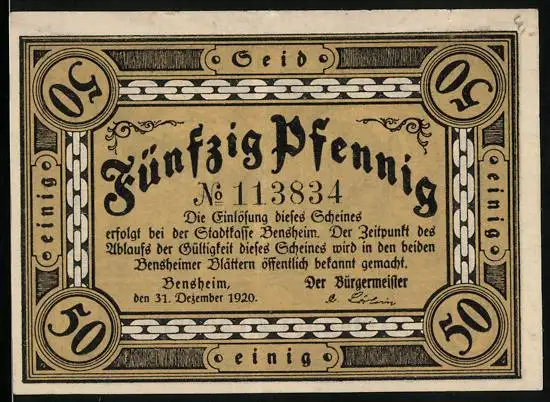 50 Seid 50
Fünfzig Pfennig
№ 113834
Die Einlösung dieses Scheines
erfolgt bei der Stadtkasse Bensheim. Der Zeitpunkt des
Ablaufs der Gültigkeit dieses Scheines wird in den beiden
Bensheimer Blättern öffentlich bekannt gemacht.
Bensheim, Der Bürgermeister
den 31. Dezember 1920.
einig
einig
50 einig 50